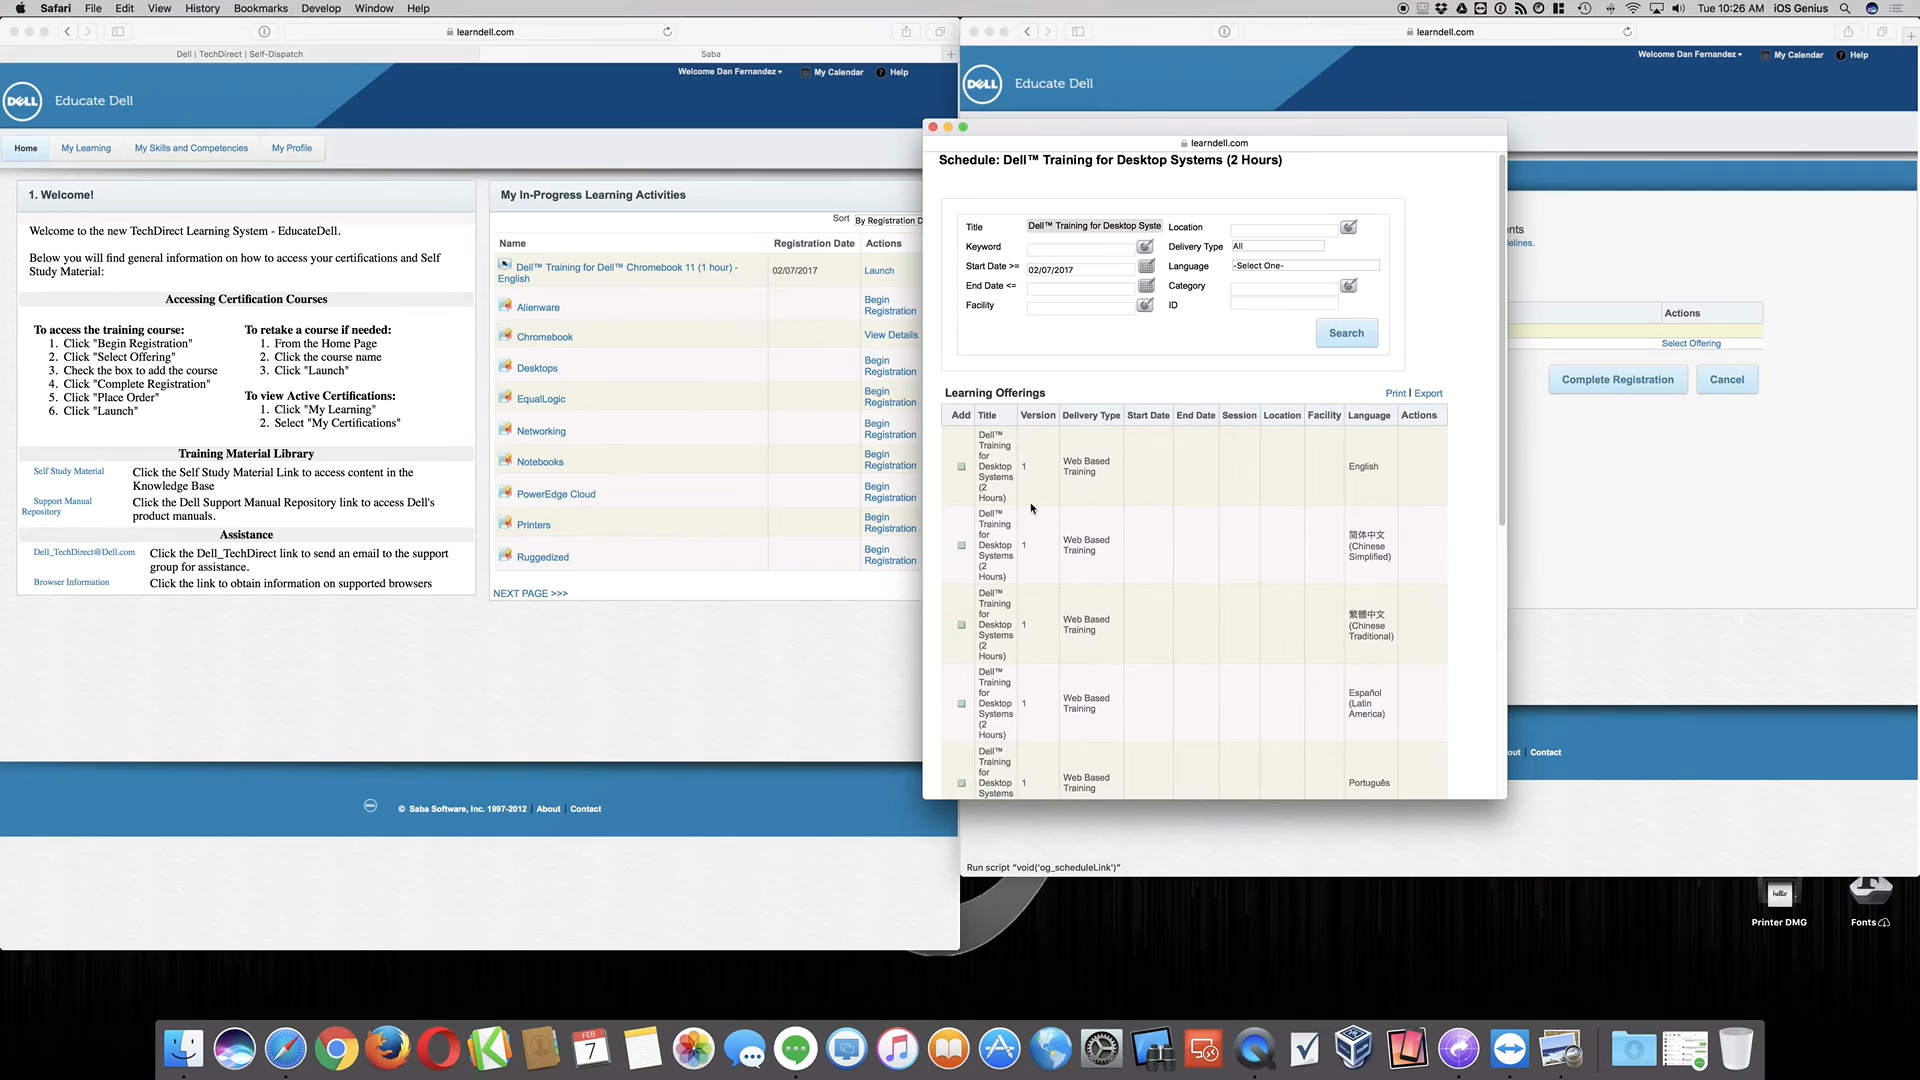 Safari File Edit View History Bookmarks Develop Window Help
Tue 10:26 AM iOS Genius
learndell.com
Dell | TechDirect | Self-Dispatch
Saba
Welcome Dan Fernandez
My Calendar
Help
DELL
Educate Dell
Home
My Learning
My Skills and Competencies
My Profile
1. Welcome!
Welcome to the new TechDirect Learning System - EducateDell.
Below you will find general information on how to access your certifications and Self
Study Material:
Accessing Certification Courses
To access the training course:
1. Click "Begin Registration"
2. Click "Select Offering"
3. Check the box to add the course
4. Click "Complete Registration"
5. Click "Place Order"
6. Click "Launch"
To retake a course if needed:
1. From the Home Page
2. Click the course name
3. Click "Launch"
To view Active Certifications:
1. Click "My Learning"
2. Select "My Certifications"
Training Material Library
Self Study Material
Click the Self Study Material Link to access content in the
Knowledge Base
Support Manual
Repository
Click the Dell Support Manual Repository link to access Dell's
product manuals.
Assistance
Dell_TechDirect@Dell.com
Click the Dell_TechDirect link to send an email to the support
group for assistance.
Browser Information
Click the link to obtain information on supported browsers
My In-Progress Learning Activities
Sort By Registration D
Name Registration Date Actions
Dell™ Training for Dell™ Chromebook 11 (1 hour) -
English
02/07/2017
Launch
Alienware
Begin
Registration
Chromebook
View Details
Desktops
Begin
Registration
EqualLogic
Begin
Registration
Networking
Begin
Registration
Notebooks
Begin
Registration
PowerEdge Cloud
Begin
Registration
Printers
Begin
Registration
Ruggedized
Begin
Registration
NEXT PAGE >>>
© Saba Software, Inc. 1997-2012 | About | Contact
learndell.com
Welcome Dan Fernandez
My Calendar
Help
DELL
Educate Dell
learndell.com
Schedule: Dell™ Training for Desktop Systems (2 Hours)
Title Dell™ Training for Desktop Syste
Location
Keyword
Delivery Type All
Start Date >= 02/07/2017
Language -Select One-
End Date <=
Category
Facility
ID
Search
Learning Offerings
Print | Export
Add Title Version Delivery Type Start Date End Date Session Location Facility Language Actions
Dell™
Training
for
Desktop
Systems
(2
Hours)
1
Web Based
Training
English
Dell™
Training
for
Desktop
Systems
(2
Hours)
1
Web Based
Training
简体中文
(Chinese
Simplified)
Dell™
Training
for
Desktop
Systems
(2
Hours)
1
Web Based
Training
繁體中文
(Chinese
Traditional)
Dell™
Training
for
Desktop
Systems
(2
Hours)
1
Web Based
Training
Español
(Latin
America)
Dell™
Training
for
Desktop
Systems
1
Web Based
Training
Português
nts
delines.
Actions
Select Offering
Complete Registration
Cancel
out | Contact
Run script "void('og_scheduleLink')"
hello
Printer DMG
Fonts
FEB
7